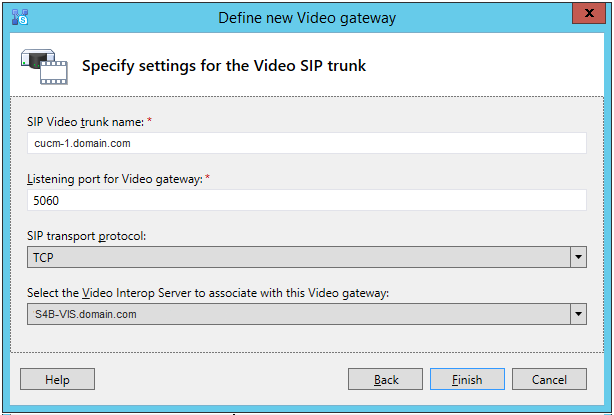 Define new Video gateway
Specify settings for the Video SIP trunk
SIP Video trunk name: *
cucm-1.domain.com
Listening port for Video gateway: *
5060
SIP transport protocol:
TCP
Select the Video Interop Server to associate with this Video gateway:
S4B-VIS.domain.com
Help Back Finish Cancel